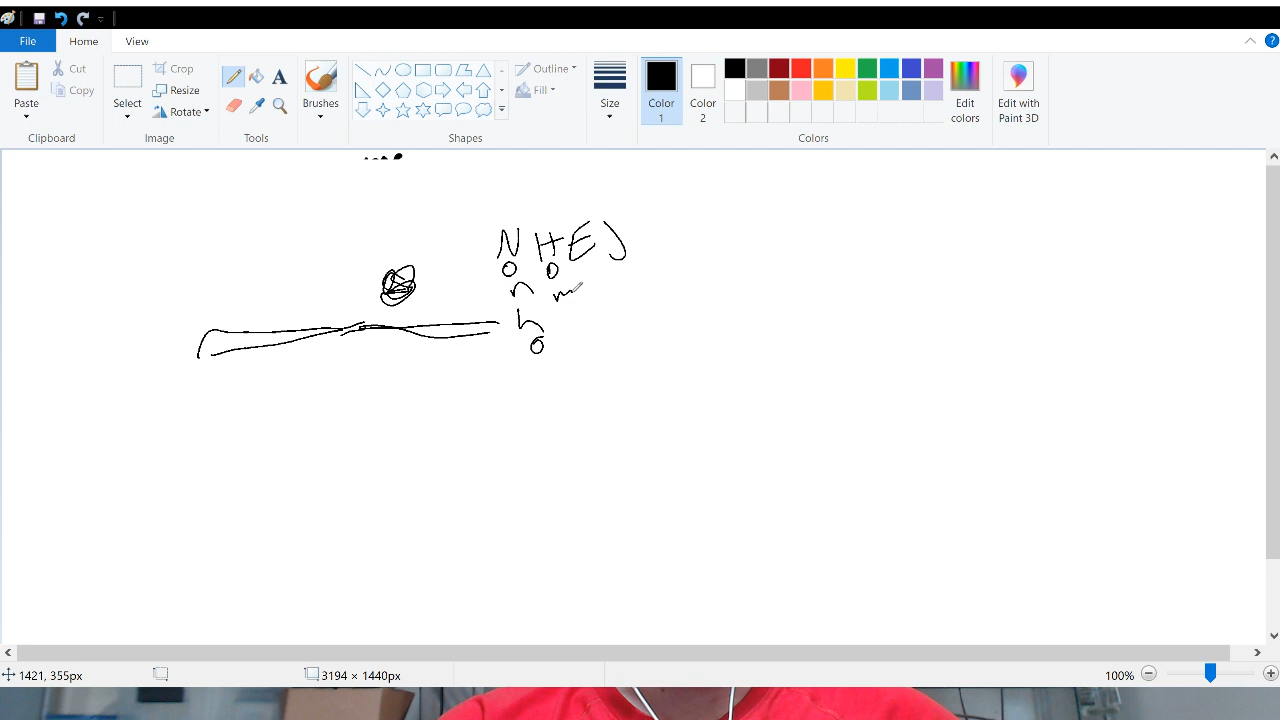 File Home View
Paste Cut Copy Select Crop Resize Rotate A Brushes Outline Fill Size Color 1 Color 2 Edit colors Edit with Paint 3D
Clipboard Image Tools Shapes Colors
NHEJ
o o
n m
h
o
1421, 355px 3194 × 1440px 100%